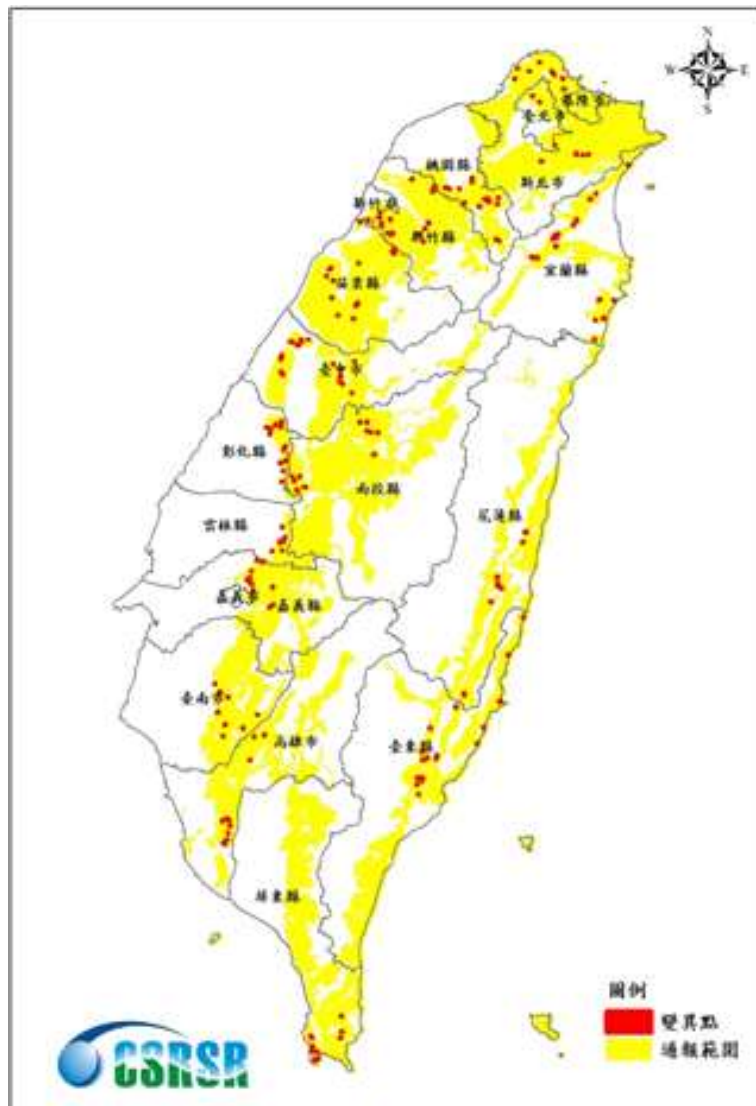 N
W E
S
基隆市
臺北市
桃園縣
新北市
新竹市
新竹縣
宜蘭縣
苗栗縣
臺中市
彰化縣
南投縣
花蓮縣
雲林縣
嘉義市
嘉義縣
臺南市
高雄市
臺東縣
屏東縣
圖例
變異點
通報範圍
CSRSR